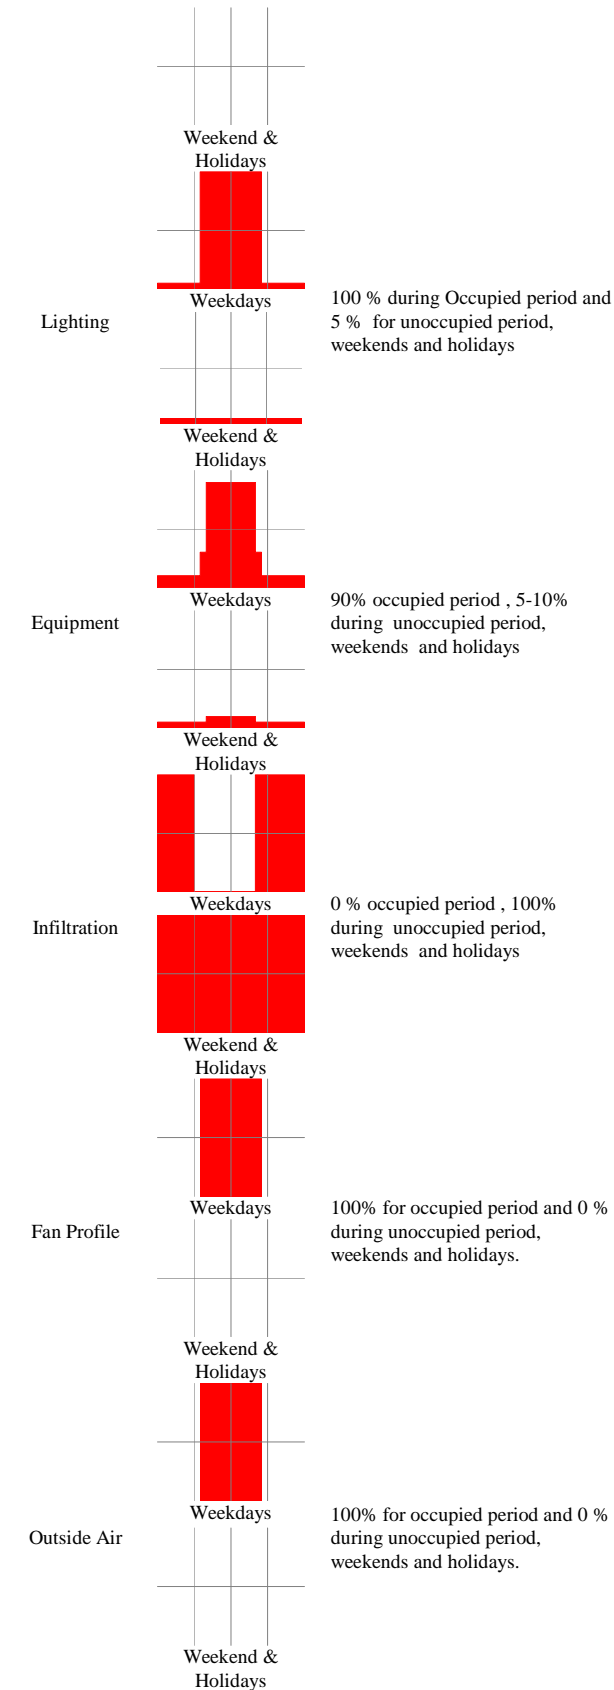 Weekend &
Holidays
Lighting
Weekdays
Weekend &
Holidays
100 % during Occupied period and
5 % for unoccupied period,
weekends and holidays
Equipment
Weekdays
Weekend &
Holidays
90% occupied period , 5-10%
during unoccupied period,
weekends and holidays
Infiltration
Weekdays
Weekend &
Holidays
0 % occupied period , 100%
during unoccupied period,
weekends and holidays
Fan Profile
Weekdays
Weekend &
Holidays
100% for occupied period and 0 %
during unoccupied period,
weekends and holidays.
Outside Air
Weekdays
Weekend &
Holidays
100% for occupied period and 0 %
during unoccupied period,
weekends and holidays.